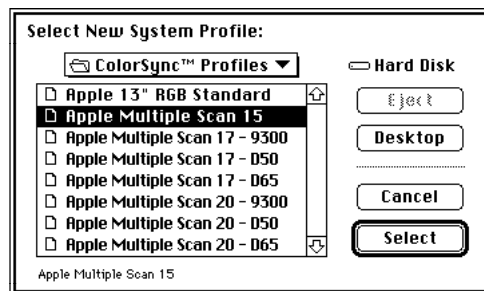 Select New System Profile:
ColorSync™ Profiles
Hard Disk
Apple 13" RGB Standard
Apple Multiple Scan 15
Apple Multiple Scan 17 - 9300
Apple Multiple Scan 17 - D50
Apple Multiple Scan 17 - D65
Apple Multiple Scan 20 - 9300
Apple Multiple Scan 20 - D50
Apple Multiple Scan 20 - D65
Eject
Desktop
Cancel
Select
Apple Multiple Scan 15